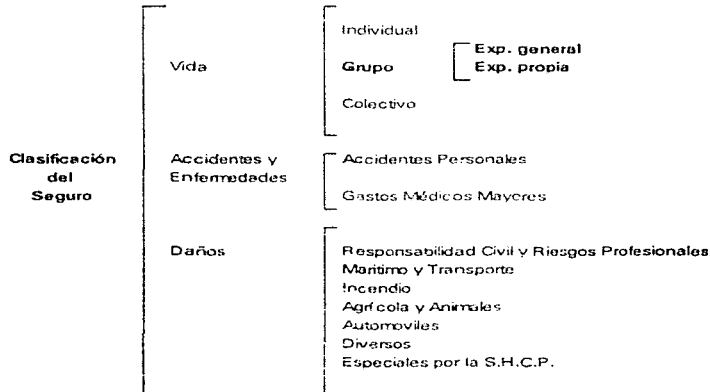 Clasificación
del
Seguro
Vida
Individual
Grupo
Exp. general
Exp. propia
Colectivo
Accidentes y
Enfermedades
Accidentes Personales
Gastos Médicos Mayores
Daños
Responsabilidad Civil y Riesgos Profesionales
Maritimo y Transporte
Incendio
Agrícola y Animales
Automoviles
Diversos
Especiales por la S.H.C.P.